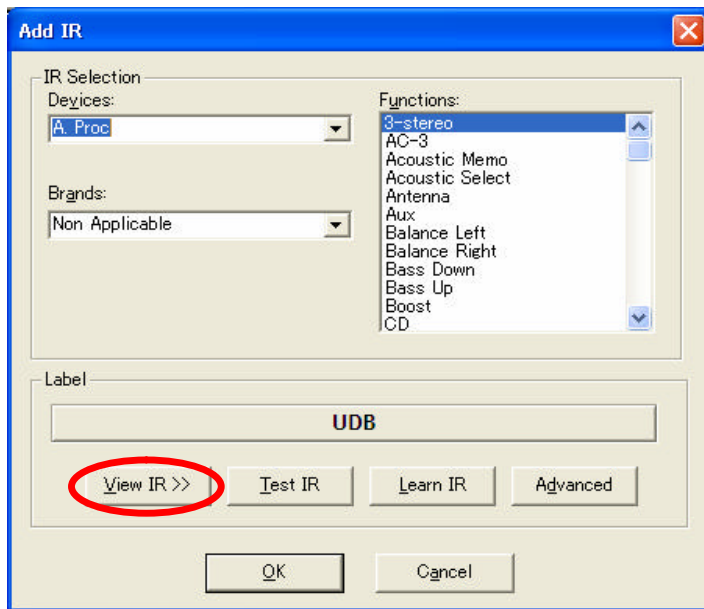 Add IR
IR Selection
Devices:
A. Proc
Brands:
Non Applicable
Functions:
3-stereo
AC-3
Acoustic Memo
Acoustic Select
Antenna
Aux
Balance Left
Balance Right
Bass Down
Bass Up
Boost
CD
Label
UDB
View IR >>
Test IR
Learn IR
Advanced
OK
Cancel